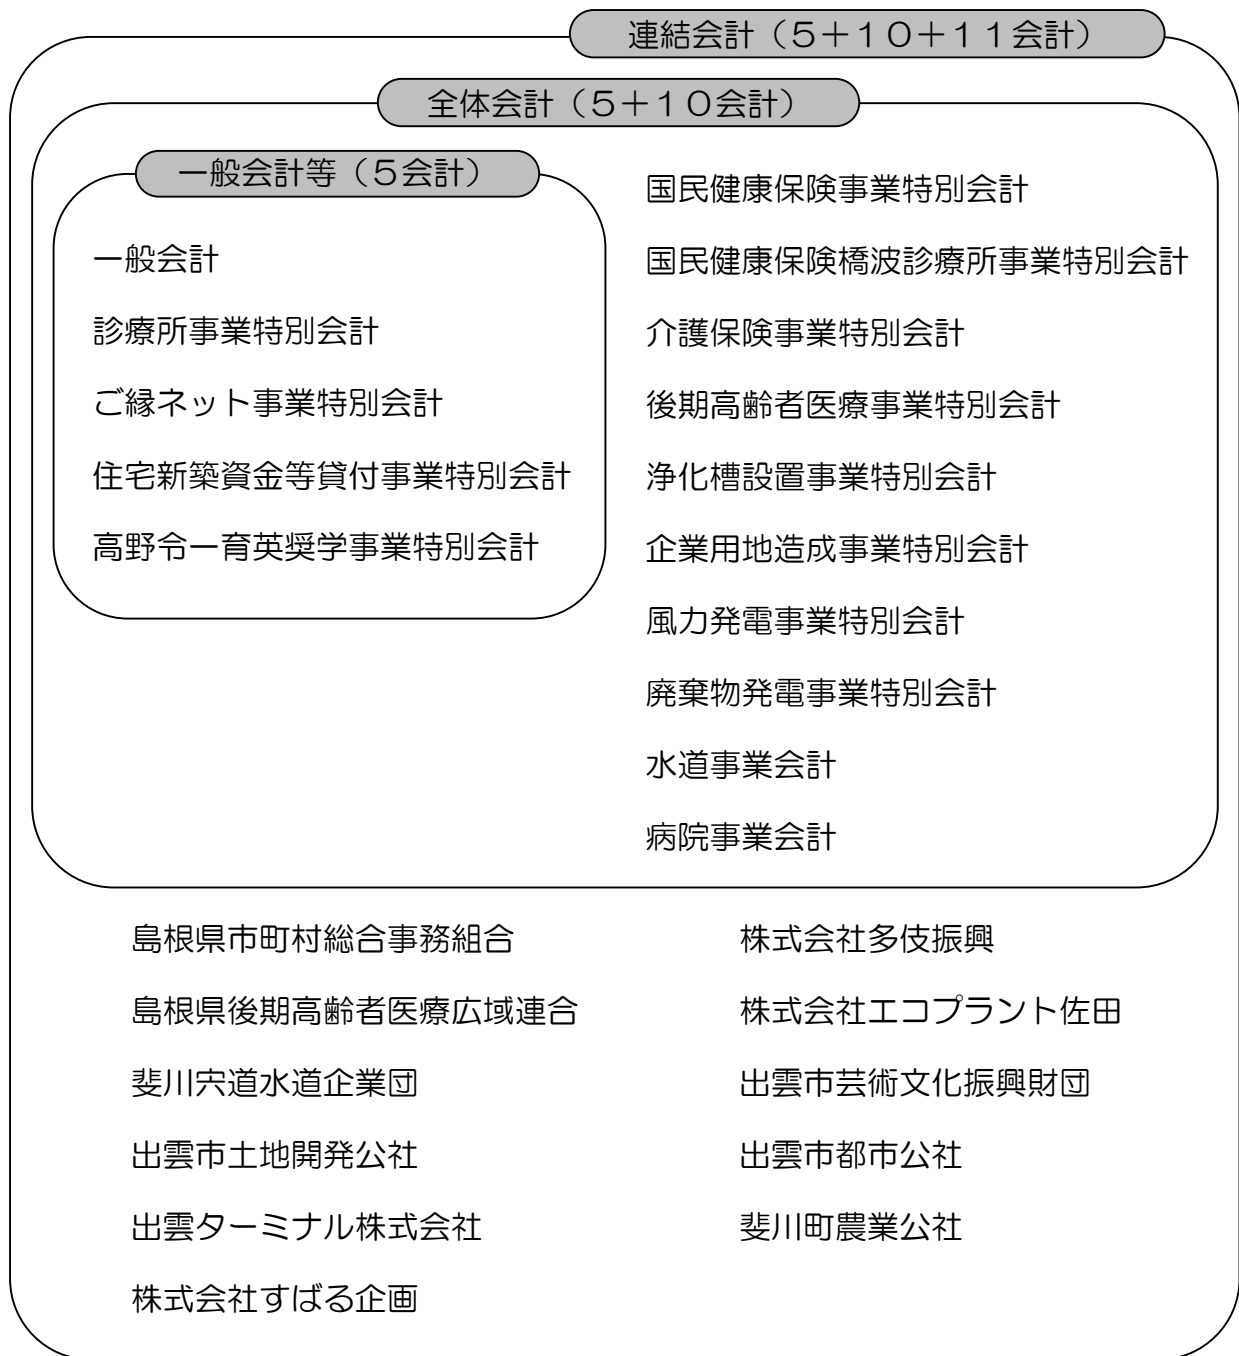 連結会計（５＋１０＋１１会計）
全体会計（５＋１０会計）
一般会計等（５会計）
一般会計
診療所事業特別会計
ご縁ネット事業特別会計
住宅新築資金等貸付事業特別会計
高野令一育英奨学事業特別会計
国民健康保険事業特別会計
国民健康保険橋波診療所事業特別会計
介護保険事業特別会計
後期高齢者医療事業特別会計
浄化槽設置事業特別会計
企業用地造成事業特別会計
風力発電事業特別会計
廃棄物発電事業特別会計
水道事業会計
病院事業会計
島根県市町村総合事務組合
島根県後期高齢者医療広域連合
斐川宍道水道企業団
出雲市土地開発公社
出雲ターミナル株式会社
株式会社すばる企画
株式会社多伎振興
株式会社エコプラント佐田
出雲市芸術文化振興財団
出雲市都市公社
斐川町農業公社